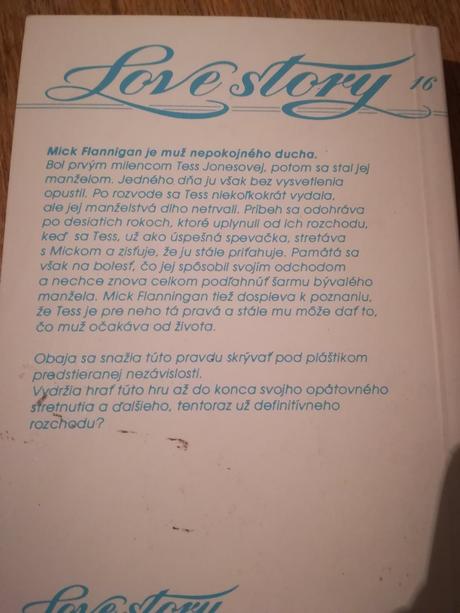 Love story 16
Mick Flannigan je muž nepokojného ducha.
Bol prvým milencom Tess Jonesovej, potom sa stal jej
manželom. Jedného dňa ju však bez vysvetlenia
opustil. Po rozvode sa Tess niekoľkokrát vydala,
ale jej manželstvá dlho netrvali. Príbeh sa odohráva
po desiatich rokoch, ktoré uplynuli od ich rozchodu,
keď sa Tess, už ako úspešná speváčka, stretáva
s Mickom a zisťuje, že ju stále priťahuje. Pamätá sa
však na bolesť, čo jej spôsobil svojím odchodom
a nechce znova celkom podľahnúť šarmu bývalého
manžela. Mick Flanningan tiež dospieva k poznaniu,
že Tess je pre neho tá pravá a stále mu môže dať to,
čo muž očakáva od života.
Obaja sa snažia túto pravdu skrývať pod pláštikom
predstieranej nezávislosti.
Vydržia hrať túto hru až do konca svojho opätovného
stretnutia a ďalšieho, tentoraz už definitívneho
rozchodu?
Love story